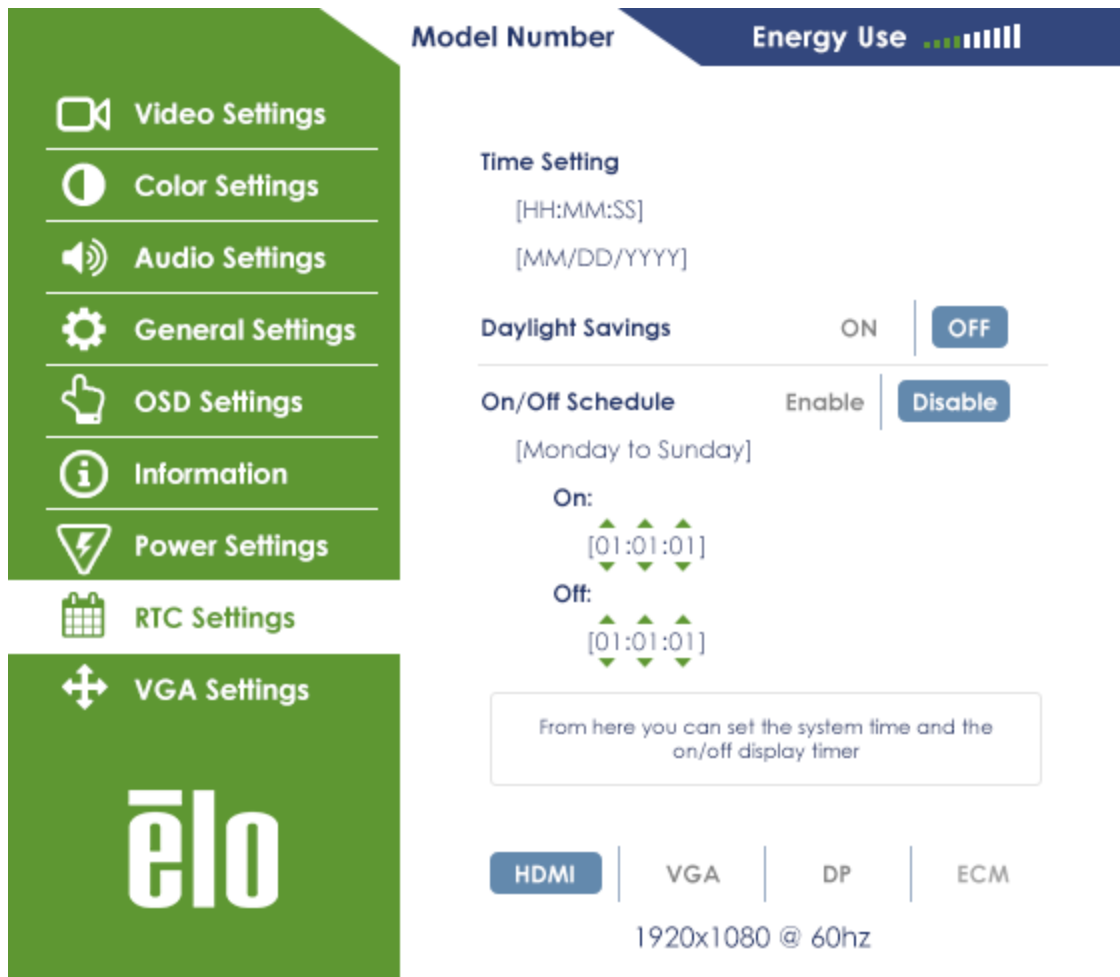 Model Number
Energy Use
Video Settings
Color Settings
Audio Settings
General Settings
OSD Settings
Information
Power Settings
RTC Settings
VGA Settings
ēlo
Time Setting
[HH:MM:SS]
[MM/DD/YYYY]
Daylight Savings ON OFF
On/Off Schedule Enable Disable
[Monday to Sunday]
On:
[01:01:01]
Off:
[01:01:01]
From here you can set the system time and the
on/off display timer
HDMI VGA DP ECM
1920x1080 @ 60hz